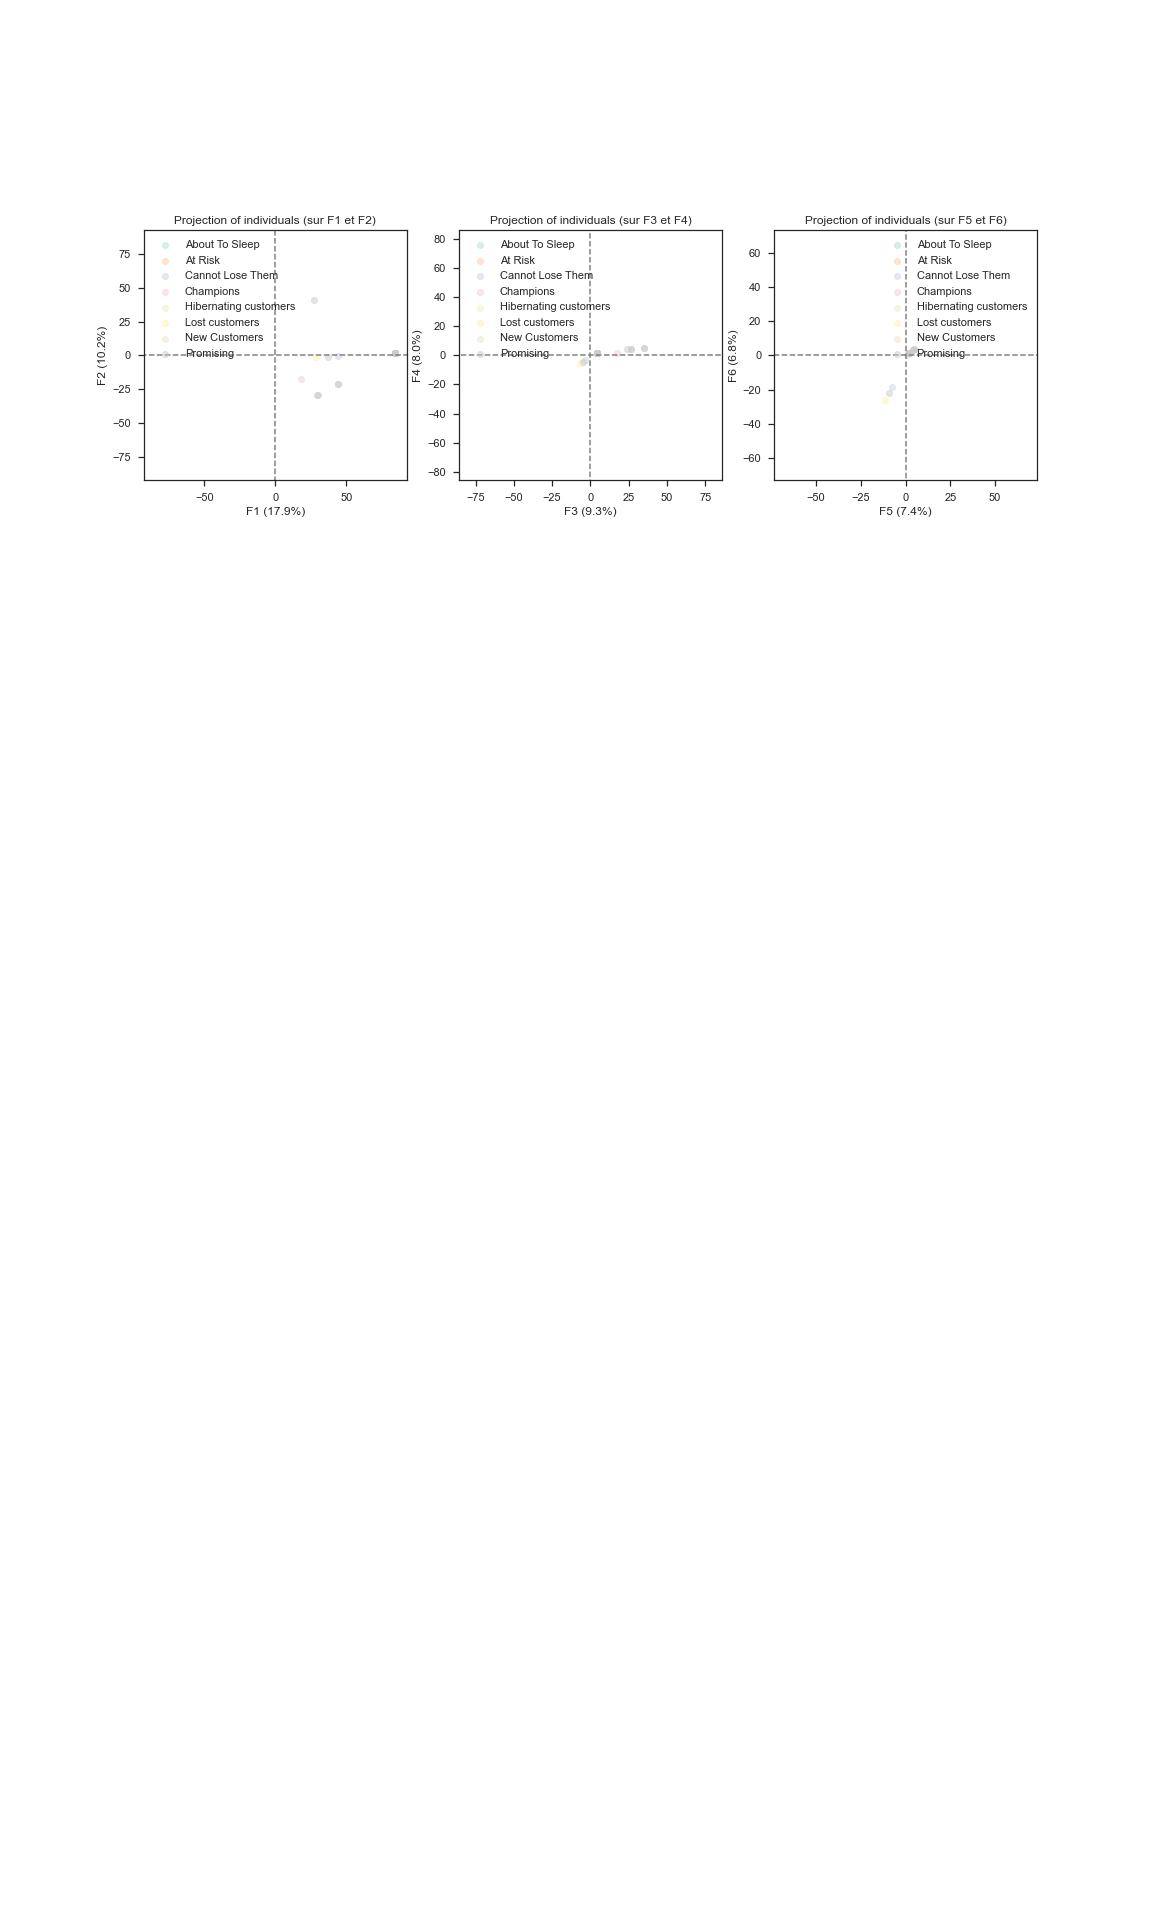 Projection of individuals (sur F1 et F2)
75
50
25
0
−25
−50
−75
F2 (10.2%)
About To Sleep
At Risk
Cannot Lose Them
Champions
Hibernating customers
Lost customers
New Customers
Promising
−50
0
50
F1 (17.9%)
Projection of individuals (sur F3 et F4)
80
60
40
20
0
−20
−40
−60
−80
F4 (8.0%)
About To Sleep
At Risk
Cannot Lose Them
Champions
Hibernating customers
Lost customers
New Customers
Promising
−75
−50
−25
0
25
50
75
F3 (9.3%)
Projection of individuals (sur F5 et F6)
60
40
20
0
−20
−40
−60
F6 (6.8%)
About To Sleep
At Risk
Cannot Lose Them
Champions
Hibernating customers
Lost customers
New Customers
Promising
−50
−25
0
25
50
F5 (7.4%)